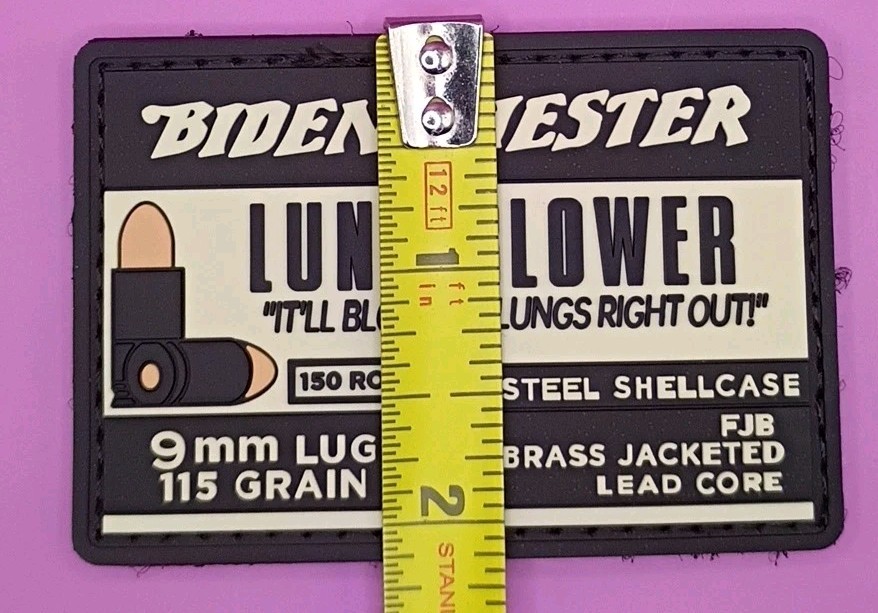 BIDEN ESTER
12 ft
LUN LOWER
1
"IT'LL BL LUNGS RIGHT OUT!"
in ft
150 RO STEEL SHELLCASE
FJB
9mm LUG BRASS JACKETED
115 GRAIN LEAD CORE
2
STAN